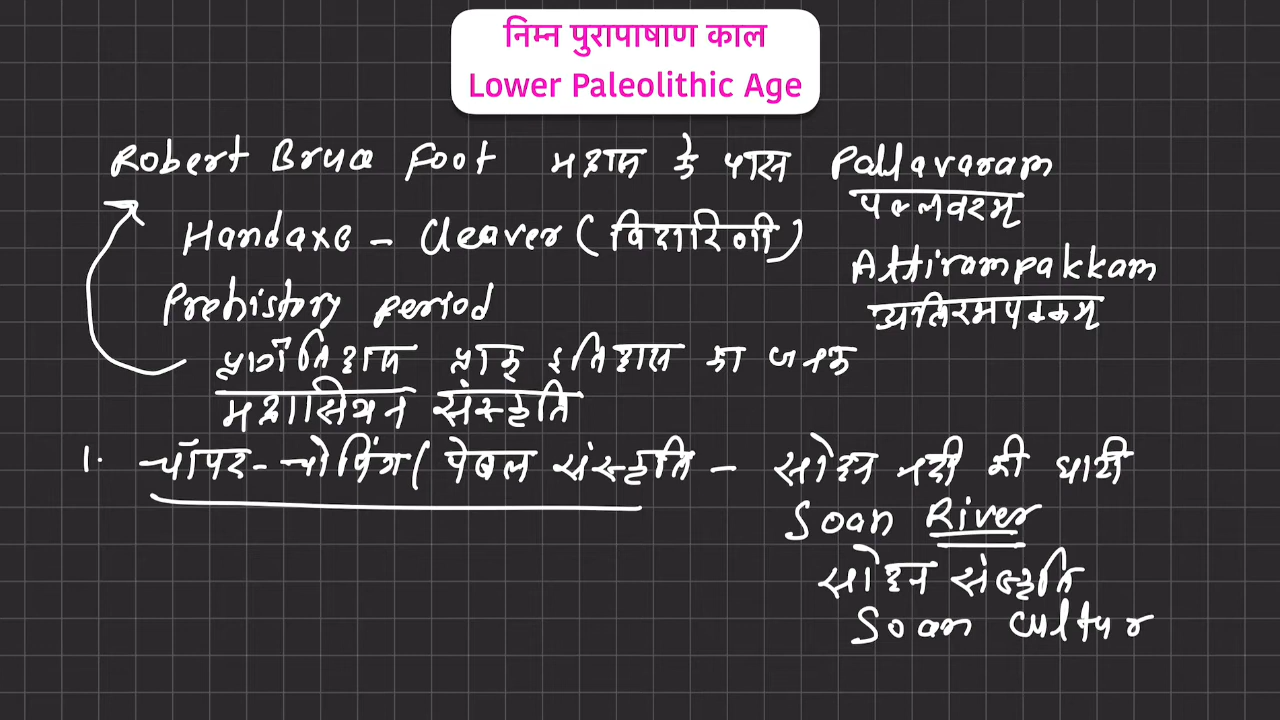 निम्न पुरापाषाण काल
Lower Paleolithic Age
Robert Bruce Foot मद्रास के पास Pallavaram
पल्लवरम्
Handaxe - Cleaver (विदारिणी)
Attirampakkam
अतिरमपक्कम्
Prehistory period
प्रागैतिहास प्राक् इतिहास का जनक
मद्रासियन संस्कृति
1. चॉपर - चोपिंग ( पेबल संस्कृति - सोहन नदी की घाटी
Soan River
सोहन संस्कृति
Soan Cultur